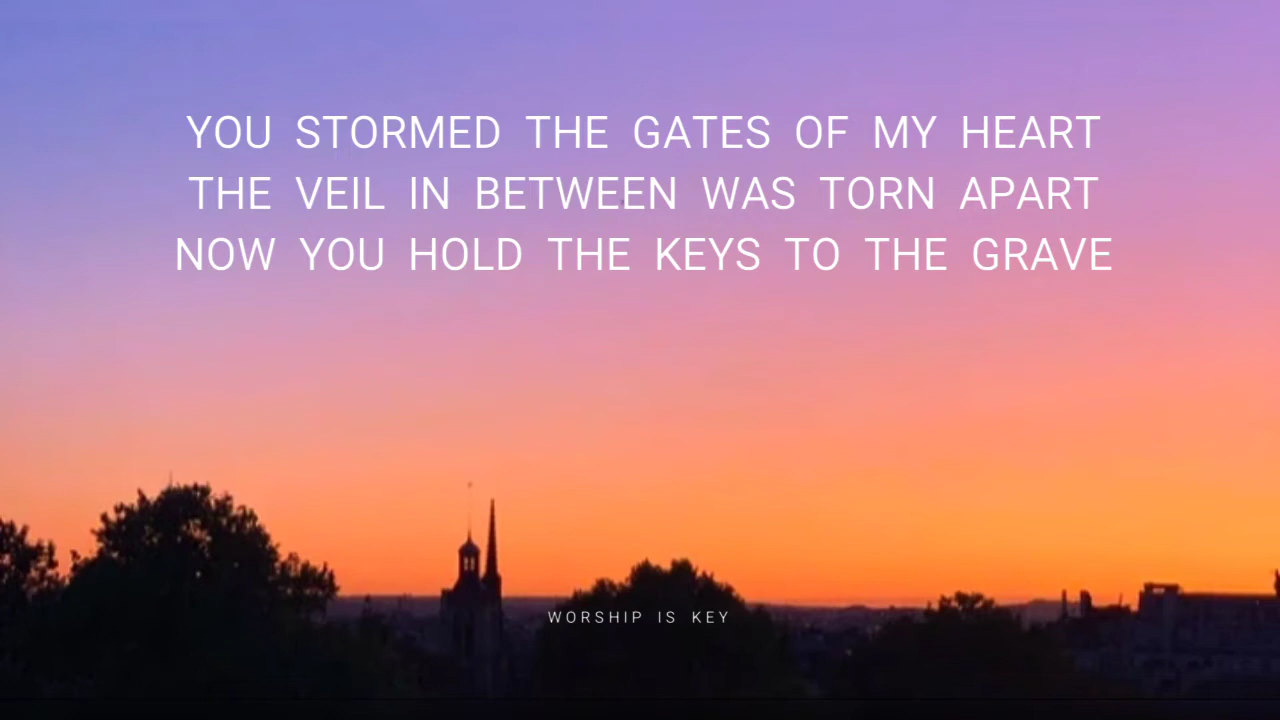 YOU STORMED THE GATES OF MY HEART
THE VEIL IN BETWEEN WAS TORN APART
NOW YOU HOLD THE KEYS TO THE GRAVE
WORSHIP IS KEY